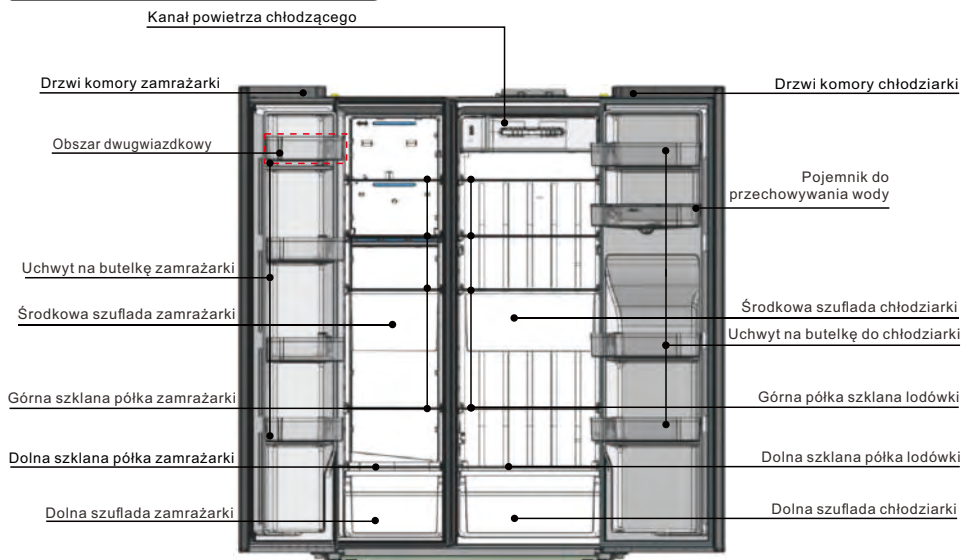 Kanał powietrza chłodzącego
Drzwi komory zamrażarki
Drzwi komory chłodziarki
Obszar dwugwiazdkowy
Pojemnik do
przechowywania wody
Uchwyt na butelkę zamrażarki
Środkowa szuflada zamrażarki
Środkowa szuflada chłodziarki
Uchwyt na butelkę do chłodziarki
Górna szklana półka zamrażarki
Górna półka szklana lodówki
Dolna szklana półka zamrażarki
Dolna szklana półka lodówki
Dolna szuflada zamrażarki
Dolna szuflada chłodziarki